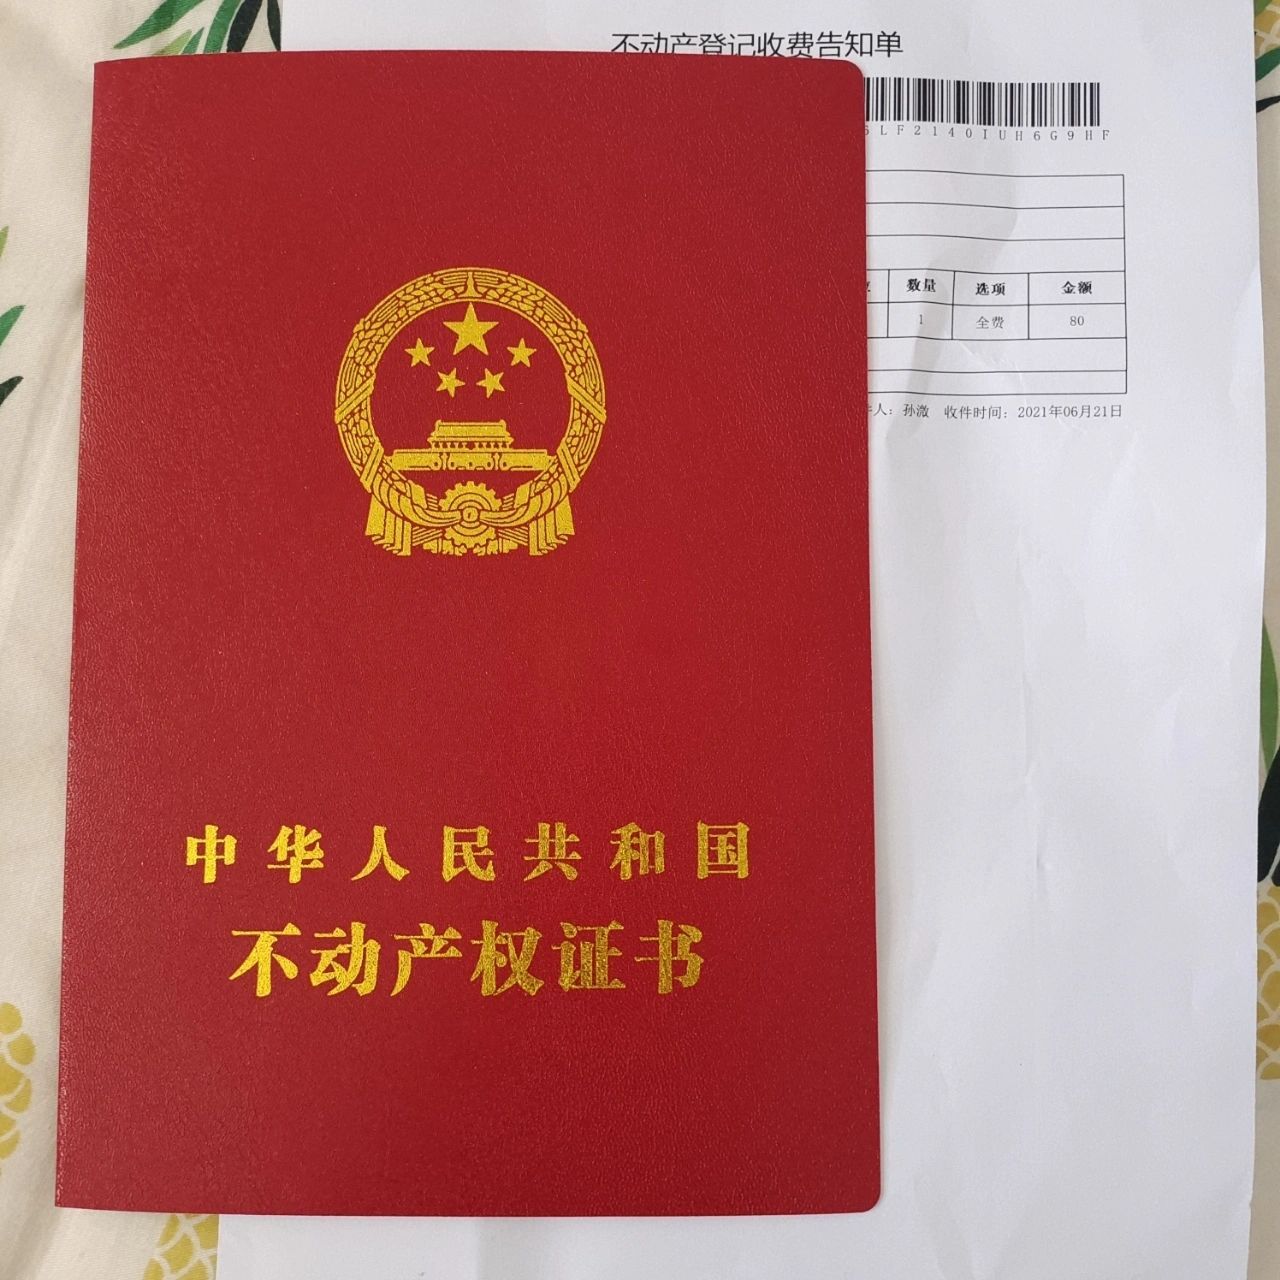 不动产登记收费告知单
LF2140IUH6G9HF
数量 选项 金额
1 全费 80
人：孙溦 收件时间：2021年06月21日
中华人民共和国
不动产权证书